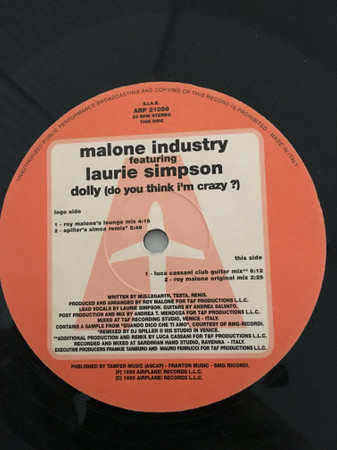 UNAUTHORIZED PUBLIC PERFORMANCE BROADCASTING AND COPYING OF THIS RECORD IS PROHIBITED - MADE IN ITALY.
S.I.A.E.
ARP 21056
33 RPM STEREO
THIS SIDE
malone industry
featuring
laurie simpson
dolly (do you think i'm crazy ?)
logo side
1 - roy malone's lounge mix 4:16
2 - spiller's simco remix* 5:49
this side
1 - luca cassani club guitar mix** 6:12
2 - roy malone original mix 2:25
WRITTEN BY MULLEGARTH, TESTA, RENIS.
PRODUCED AND ARRANGED BY ROY MALONE FOR T&F PRODUCTIONS L.L.C.
LEAD VOCALS BY LAURIE SIMPSON. GUITARS BY ANDREA SALVATO.
POST PRODUCTION AND MIX BY ANDREA T. MENDOZA FOR T&F PRODUCTIONS L.L.C.
MIXED AT T&F RECORDING STUDIO, VENICE - ITALY.
CONTAINS A SAMPLE FROM "QUANDO DICO CHE TI AMO", COURTESY OF BMG-RICORDI.
*REMIXED BY DJ SPILLER @ NS STUDIO IN VENICE.
**ADDITIONAL PRODUCTION AND REMIX BY LUCA CASSANI FOR T&F PRODUCTIONS L.L.C.
RECORDED AND MIXED AT SARDINIAN HAND STUDIO, RAVENNA - ITALY.
EXECUTIVE PRODUCERS FRANKIE TAMBURO AND MAURO FERRUCCI FOR T&F PRODUCTIONS L.L.C.
PUBLISHED BY TAMPER MUSIC (ASCAP) - FRANTON MUSIC - BMG RICORDI.
(P) 1999 AIRPLANE! RECORDS L.L.C.
(C) 1999 AIRPLANE! RECORDS L.L.C.